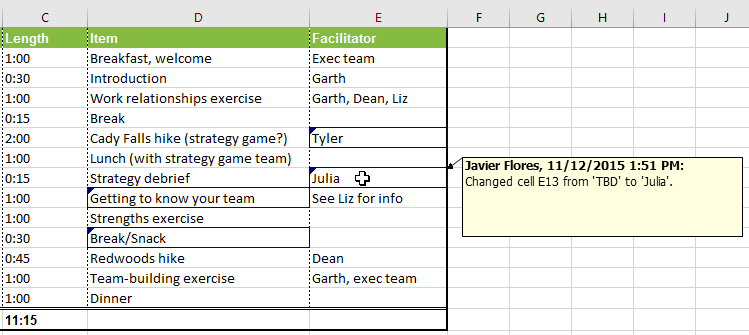 C D E F G H I J
Length Item Facilitator
1:00 Breakfast, welcome Exec team
0:30 Introduction Garth
1:00 Work relationships exercise Garth, Dean, Liz
0:15 Break
2:00 Cady Falls hike (strategy game?) Tyler
1:00 Lunch (with strategy game team)
0:15 Strategy debrief Julia
1:00 Getting to know your team See Liz for info
1:00 Strengths exercise
0:30 Break/Snack
0:45 Redwoods hike Dean
1:00 Team-building exercise Garth, exec team
1:00 Dinner
11:15
Javier Flores, 11/12/2015 1:51 PM:
Changed cell E13 from 'TBD' to 'Julia'.